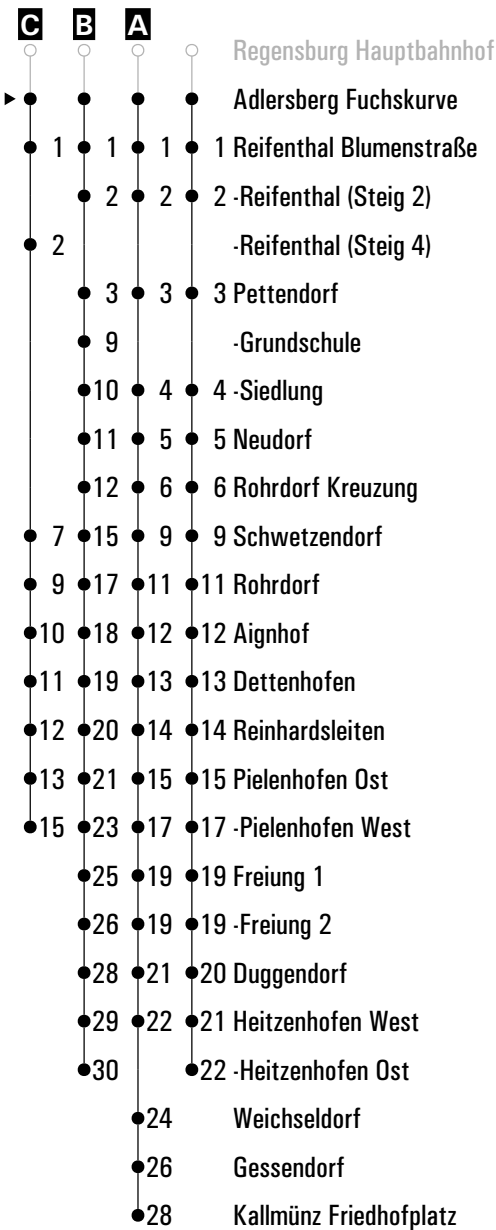 C B A
Regensburg Hauptbahnhof
Adlersberg Fuchskurve
1 1 1 1 Reifenthal Blumenstraße
2 2 2 -Reifenthal (Steig 2)
2 -Reifenthal (Steig 4)
3 3 3 Pettendorf
9 -Grundschule
10 4 4 -Siedlung
11 5 5 Neudorf
12 6 6 Rohrdorf Kreuzung
7 15 9 9 Schwetzendorf
9 17 11 11 Rohrdorf
10 18 12 12 Aignhof
11 19 13 13 Dettenhofen
12 20 14 14 Reinhardsleiten
13 21 15 15 Pielenhofen Ost
15 23 17 17 -Pielenhofen West
25 19 19 Freiung 1
26 19 19 -Freiung 2
28 21 20 Duggendorf
29 22 21 Heitzenhofen West
30 22 -Heitzenhofen Ost
24 Weichseldorf
26 Gessendorf
28 Kallmünz Friedhofplatz